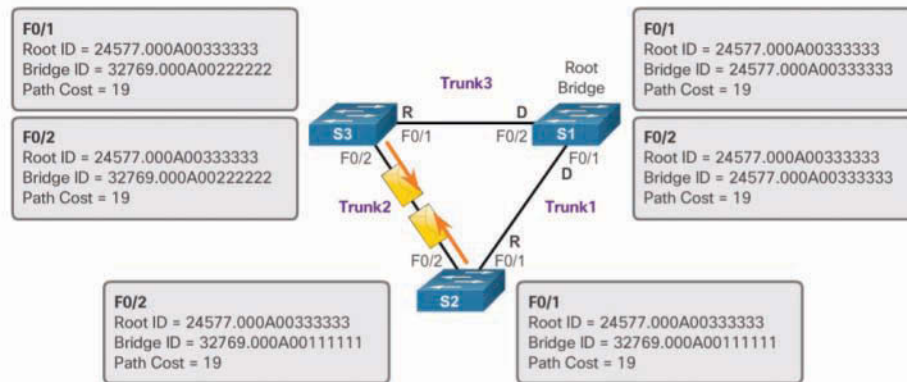 F0/1
Root ID = 24577.000A00333333
Bridge ID = 32769.000A00222222
Path Cost = 19
F0/1
Root ID = 24577.000A00333333
Bridge ID = 24577.000A00333333
Path Cost = 19
Root
Bridge
Trunk3
R
D
S3
F0/1
F0/2
S1
F0/2
F0/1
D
F0/2
Root ID = 24577.000A00333333
Bridge ID = 32769.000A00222222
Path Cost = 19
F0/2
Root ID = 24577.000A00333333
Bridge ID = 24577.000A00333333
Path Cost = 19
Trunk2
Trunk1
R
F0/2
F0/1
S2
F0/2
Root ID = 24577.000A00333333
Bridge ID = 32769.000A00111111
Path Cost = 19
F0/1
Root ID = 24577.000A00333333
Bridge ID = 32769.000A00111111
Path Cost = 19